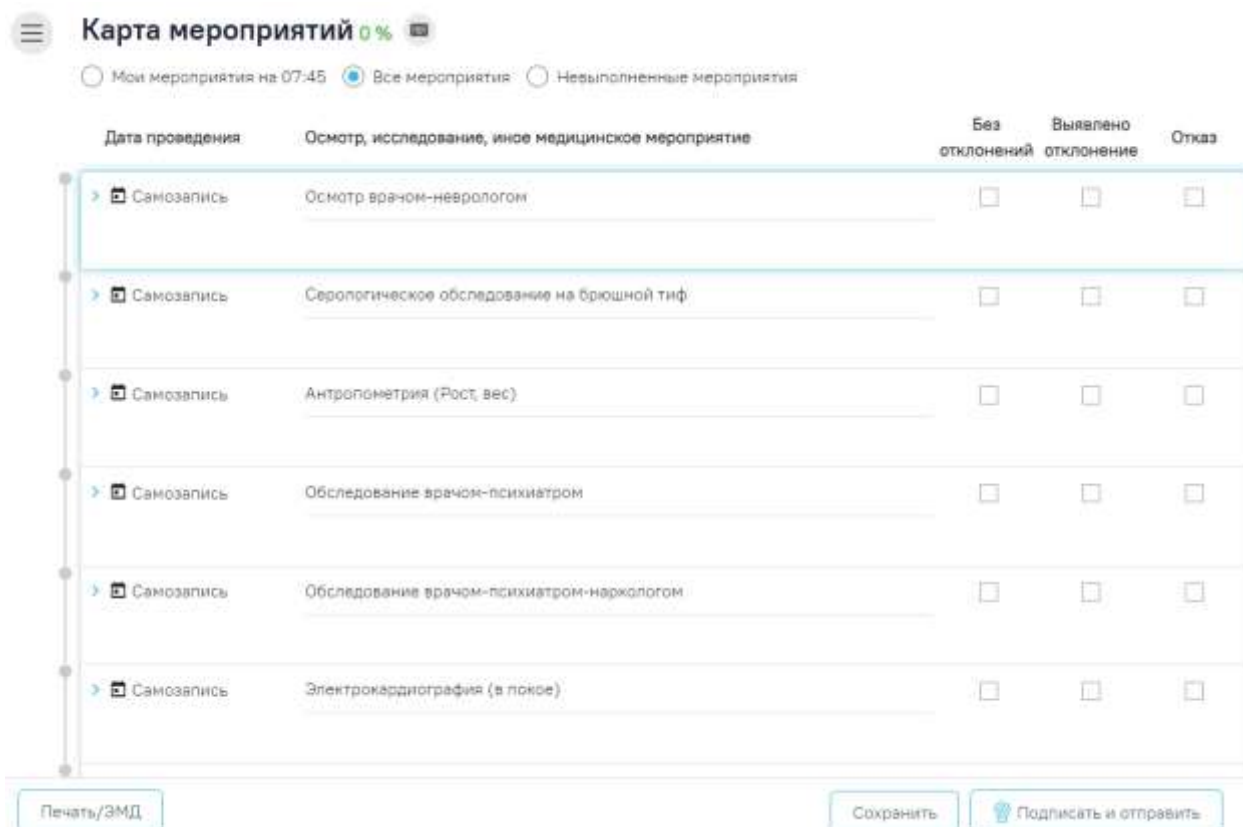 Карта мероприятий 0 %
Мои мероприятия на 07:45 Все мероприятия Невыполненные мероприятия
Дата проведения Осмотр, исследование, иное медицинское мероприятие Без отклонений Выявлено отклонение Отказ
Самозапись Осмотр врачом-неврологом
Самозапись Серологическое обследование на брюшной тиф
Самозапись Антропометрия (Рост, вес)
Самозапись Обследование врачом-психиатром
Самозапись Обследование врачом-психиатром-наркологом
Самозапись Электрокардиография (в покое)
Печать/ЭМД Сохранить Подписать и отправить